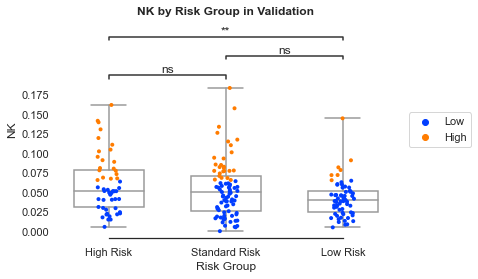 NK by Risk Group in Validation
**
ns
ns
0.175
0.150
0.125
0.100
0.075
0.050
0.025
0.000
NK
Low
High
High Risk Standard Risk Low Risk
Risk Group